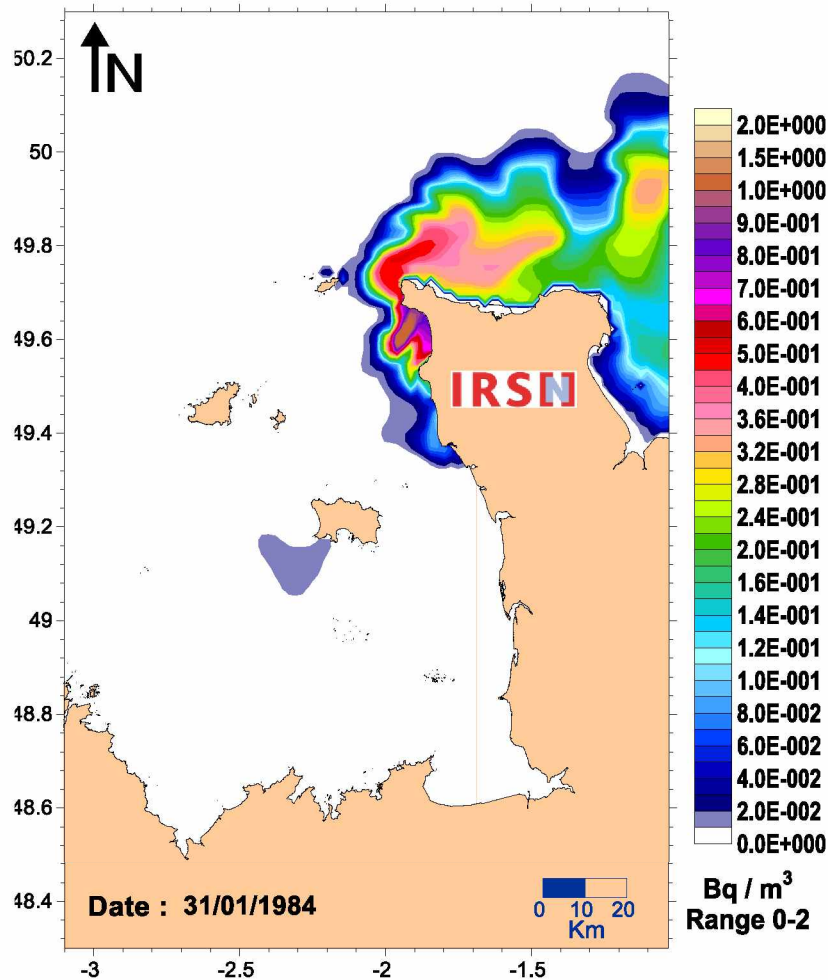 N
50.2
50
49.8
49.6
49.4
49.2
49
48.8
48.6
48.4
-3
-2.5
-2
-1.5
IRSN
Date : 31/01/1984
0 10 20
Km
2.0E+000
1.5E+000
1.0E+000
9.0E-001
8.0E-001
7.0E-001
6.0E-001
5.0E-001
4.0E-001
3.6E-001
3.2E-001
2.8E-001
2.4E-001
2.0E-001
1.6E-001
1.4E-001
1.2E-001
1.0E-001
8.0E-002
6.0E-002
4.0E-002
2.0E-002
0.0E+000
Bq / m³
Range 0-2